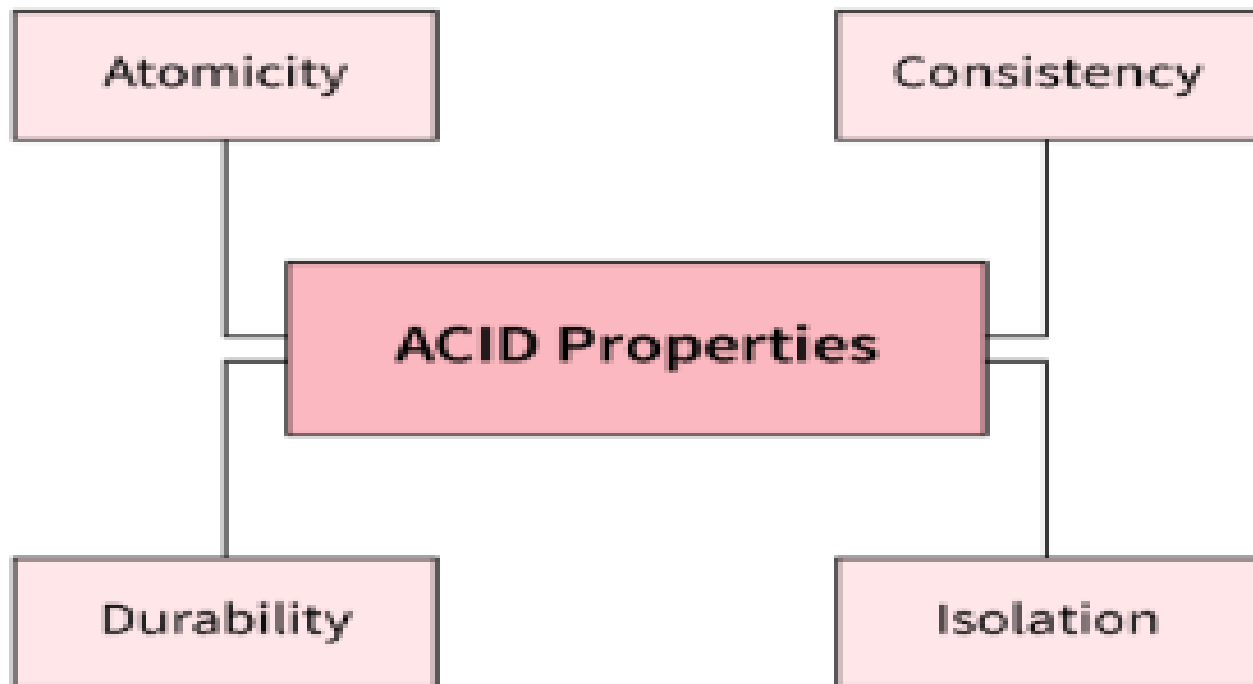 Atomicity
Consistency
ACID Properties
Durability
Isolation